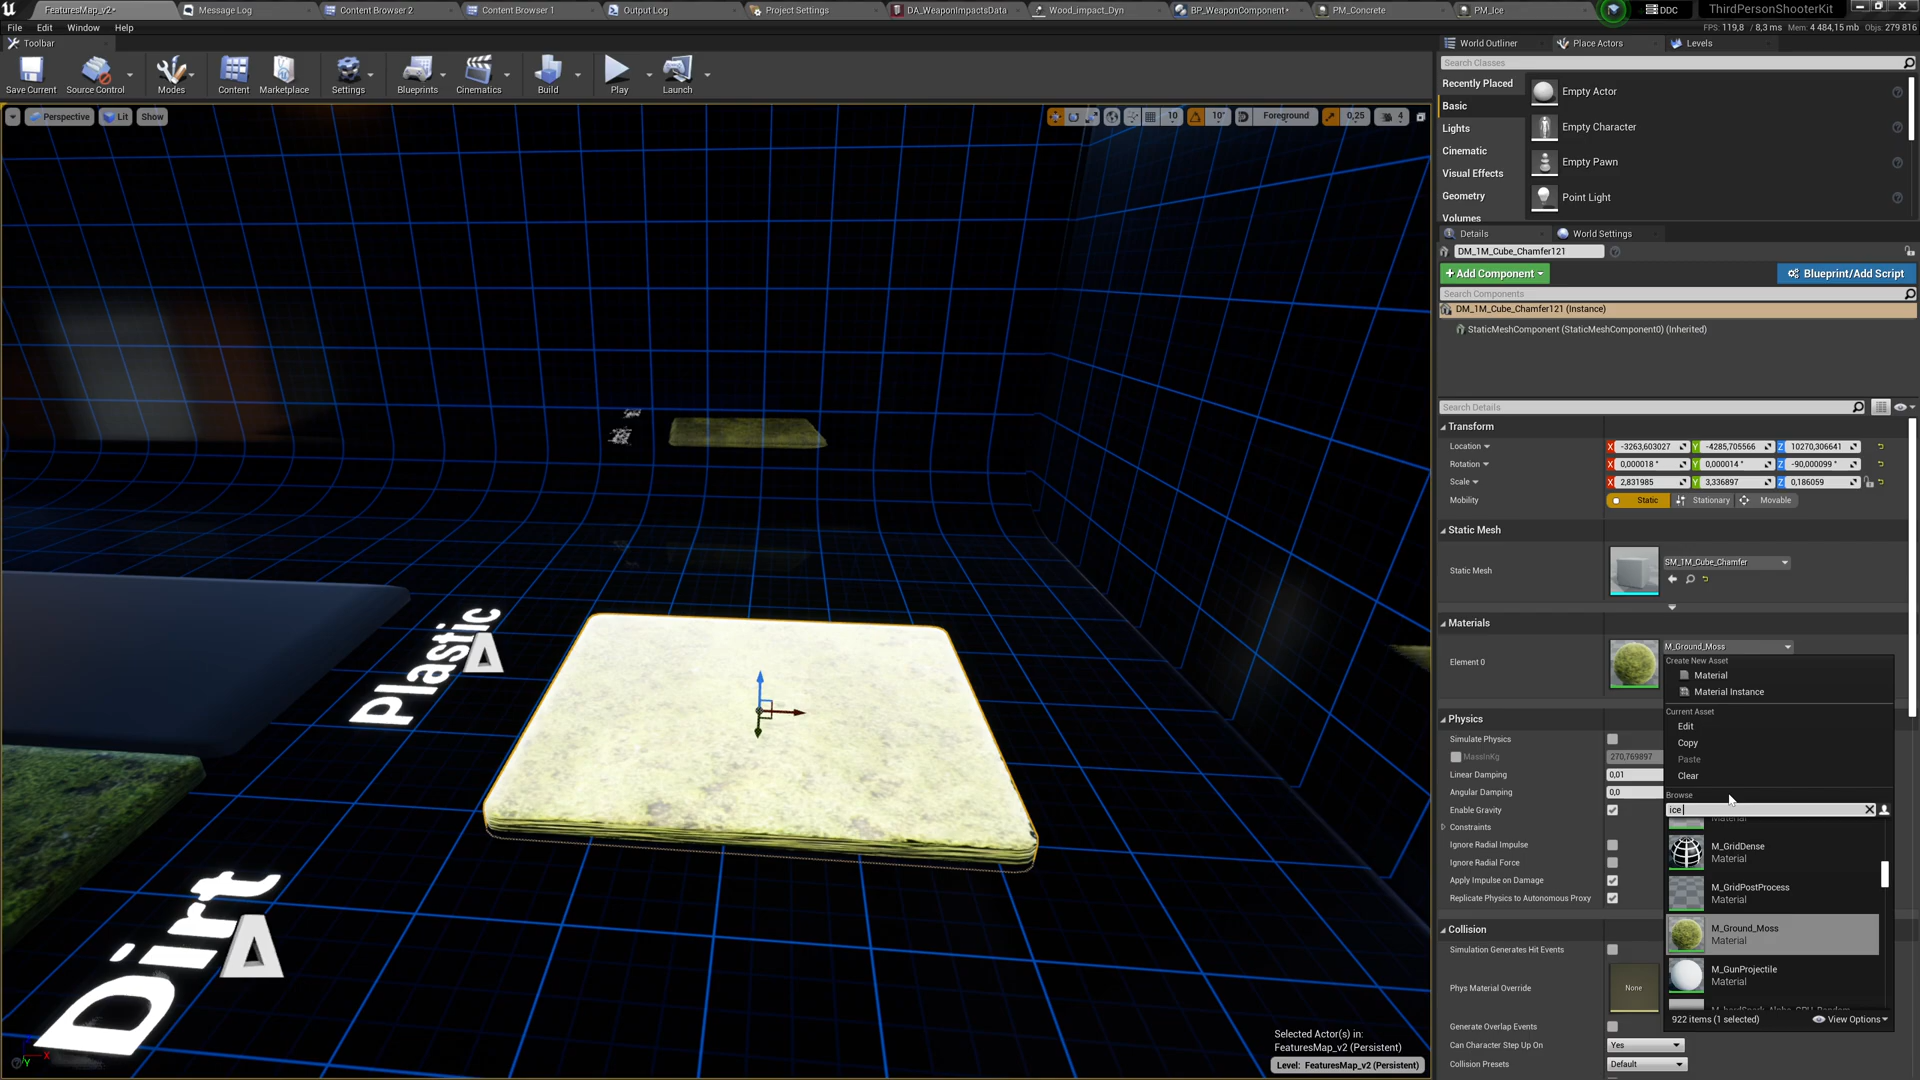 FeaturesMap_v2*
Message Log
Content Browser 2
Content Browser 1
Output Log
Project Settings
DA_WeaponImpactsData
Wood_impact_Dyn
BP_WeaponComponent*
PM_Concrete
PM_Ice
DDC
ThirdPersonShooterKit
File
Edit
Window
Help
FPS: 119,8 / 8,3 ms Mem: 4 484,15 mb Objs: 279 816
Toolbar
Save Current
Source Control
Modes
Content
Marketplace
Settings
Blueprints
Cinematics
Build
Play
Launch
Perspective
Lit
Show
10
10°
Foreground
0,25
4
Plastic
A
Dirt
A
Selected Actor(s) in:
FeaturesMap_v2 (Persistent)
Level: FeaturesMap_v2 (Persistent)
World Outliner
Place Actors
Levels
Search Classes
Recently Placed
Basic
Lights
Cinematic
Visual Effects
Geometry
Volumes
Empty Actor
Empty Character
Empty Pawn
Point Light
Details
World Settings
DM_1M_Cube_Chamfer121
+ Add Component
Blueprint/Add Script
Search Components
DM_1M_Cube_Chamfer121 (Instance)
StaticMeshComponent (StaticMeshComponent0) (Inherited)
Search Details
Transform
Location
X -3263,603027
Y -4285,705566
Z 10270,306641
Rotation
X 0,000018 °
Y 0,000014 °
Z -90,000099 °
Scale
X 2,831985
Y 3,336897
Z 0,186059
Mobility
Static
Stationary
Movable
Static Mesh
Static Mesh
SM_1M_Cube_Chamfer
Materials
Element 0
M_Ground_Moss
Create New Asset
Material
Material Instance
Current Asset
Edit
Copy
Paste
Clear
Browse
ice
Material
M_GridDense
Material
M_GridPostProcess
Material
M_Ground_Moss
Material
M_GunProjectile
Material
922 items (1 selected)
View Options
Physics
Simulate Physics
MassInKg
270,769897
Linear Damping
0,01
Angular Damping
0,0
Enable Gravity
Constraints
Ignore Radial Impulse
Ignore Radial Force
Apply Impulse on Damage
Replicate Physics to Autonomous Proxy
Collision
Simulation Generates Hit Events
Phys Material Override
None
Generate Overlap Events
Can Character Step Up On
Yes
Collision Presets
Default